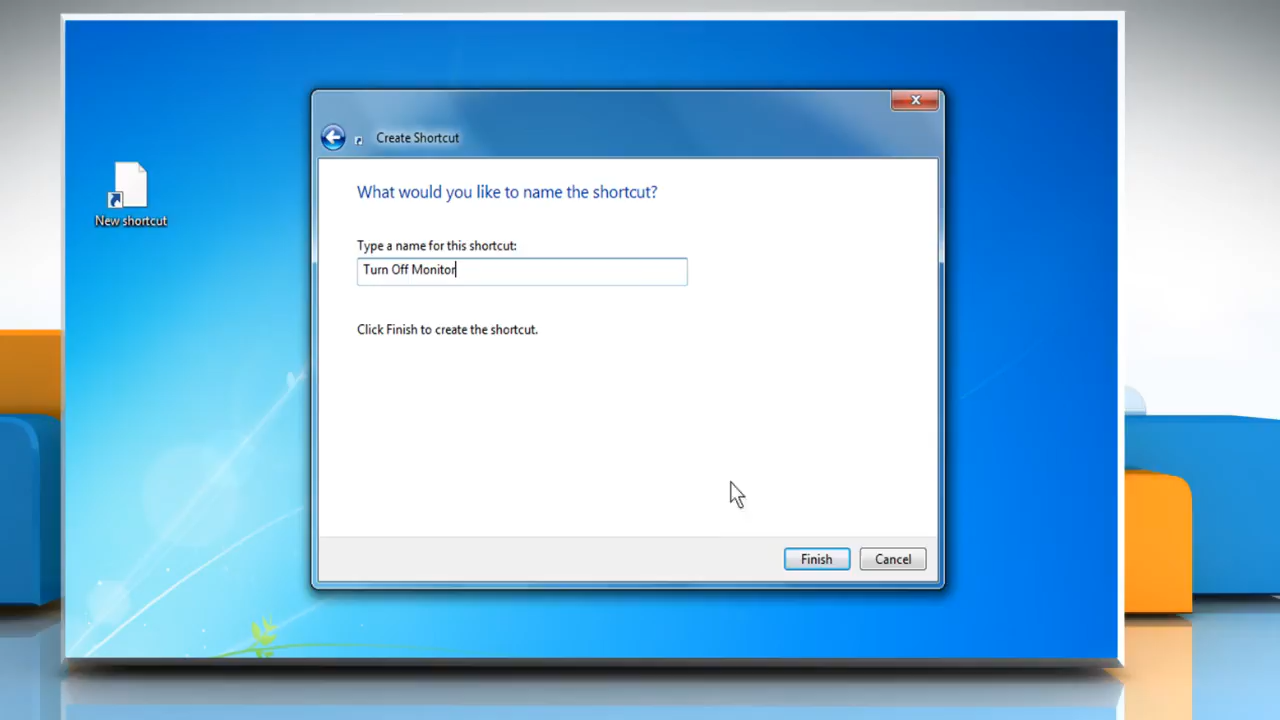 Create Shortcut
What would you like to name the shortcut?
New shortcut
Type a name for this shortcut:
Turn Off Monitor
Click Finish to create the shortcut.
Finish
Cancel